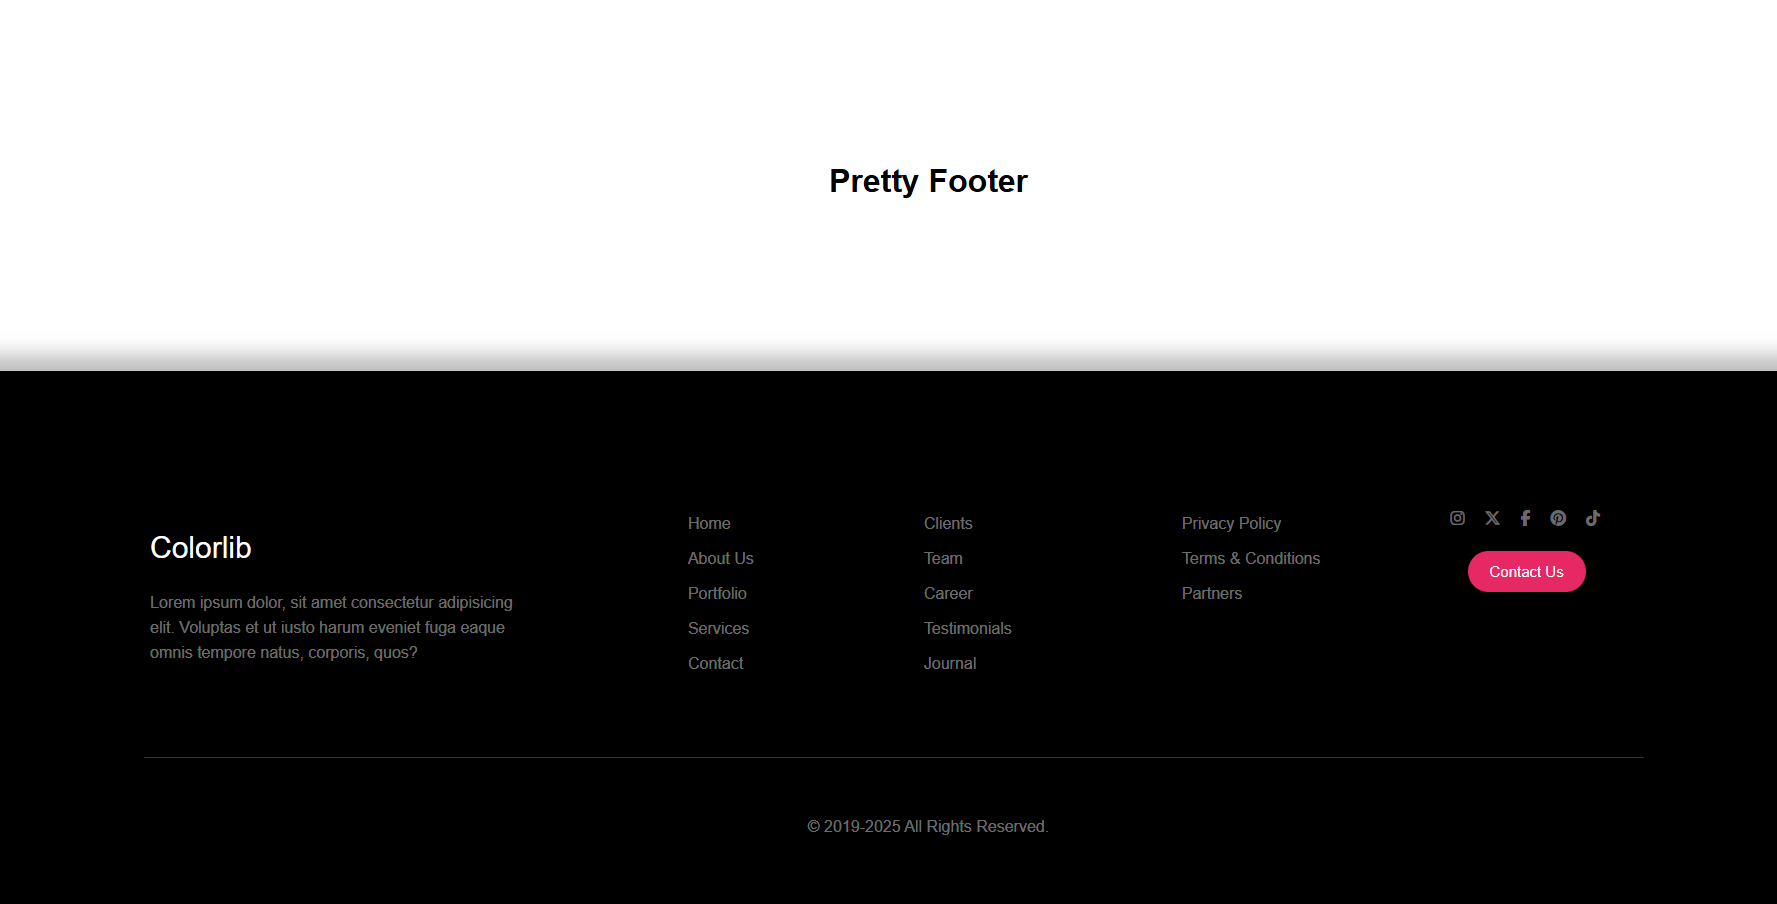 Pretty Footer
Colorlib
Lorem ipsum dolor, sit amet consectetur adipisicing
elit. Voluptas et ut iusto harum eveniet fuga eaque
omnis tempore natus, corporis, quos?
Home
About Us
Portfolio
Services
Contact
Clients
Team
Career
Testimonials
Journal
Privacy Policy
Terms & Conditions
Partners
Contact Us
© 2019-2025 All Rights Reserved.